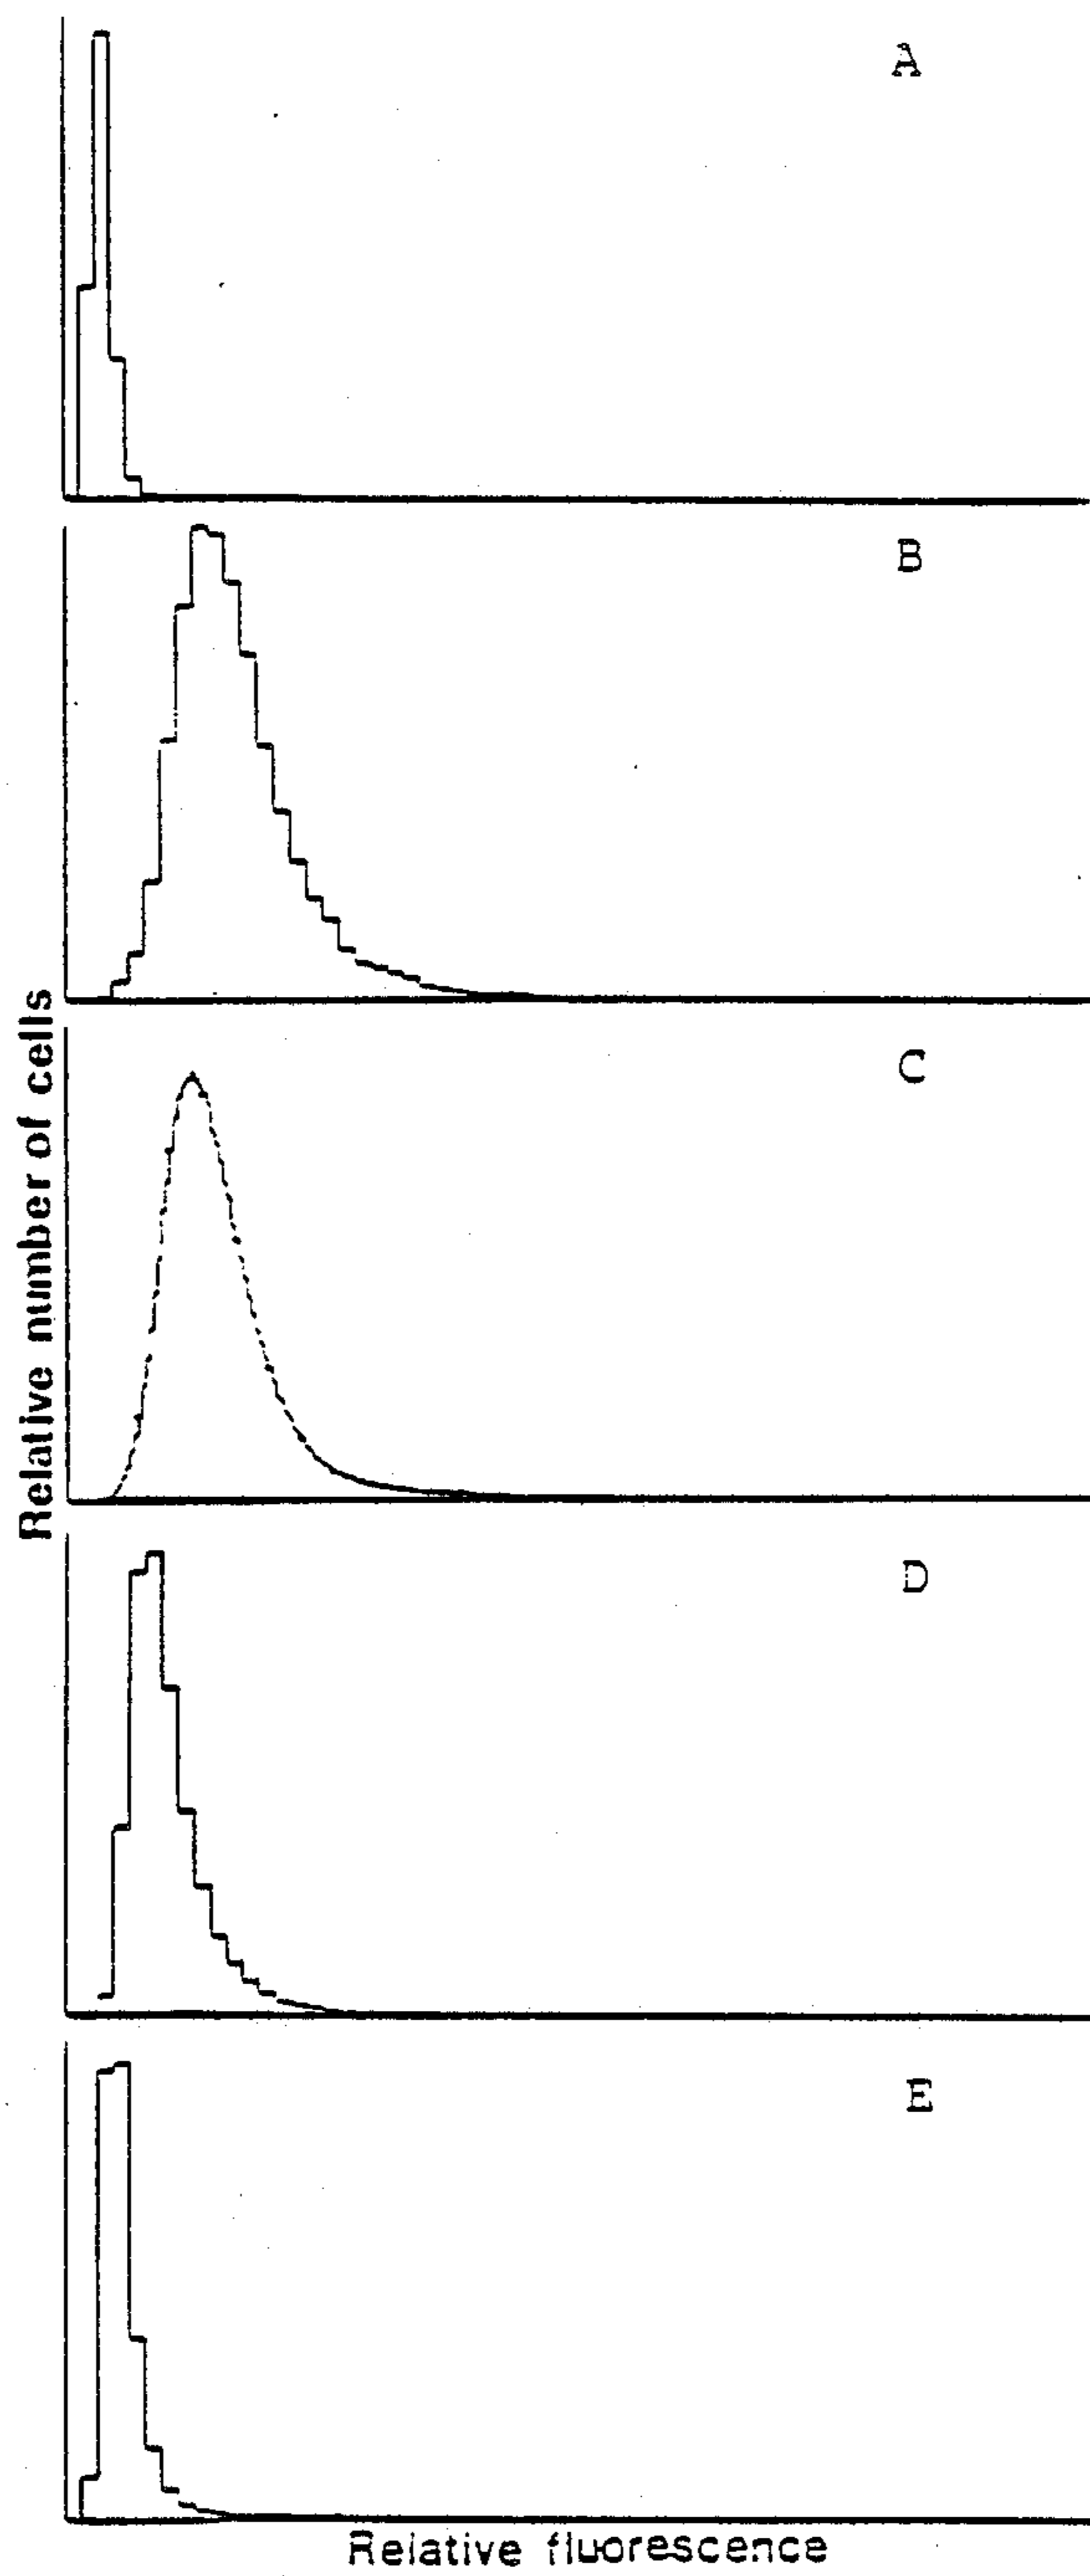 A
B
Relative number of cells
C
D
E
Relative fluorescence